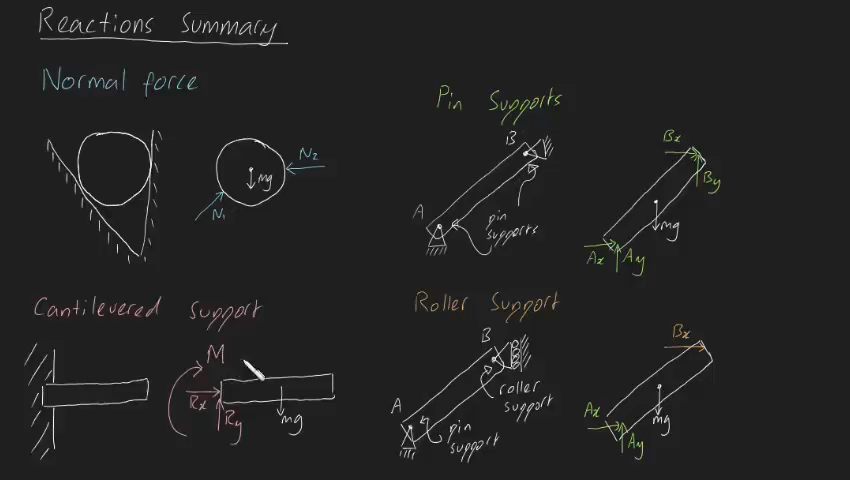 Reactions Summary
Normal force
N2
mg
N1
Pin Supports
B
A
pin
supports
Bx
By
mg
Ax
Ay
Cantilevered support
M
Rx
Ry
mg
Roller Support
B
A
roller
support
pin
support
Bx
Ax
mg
Ay